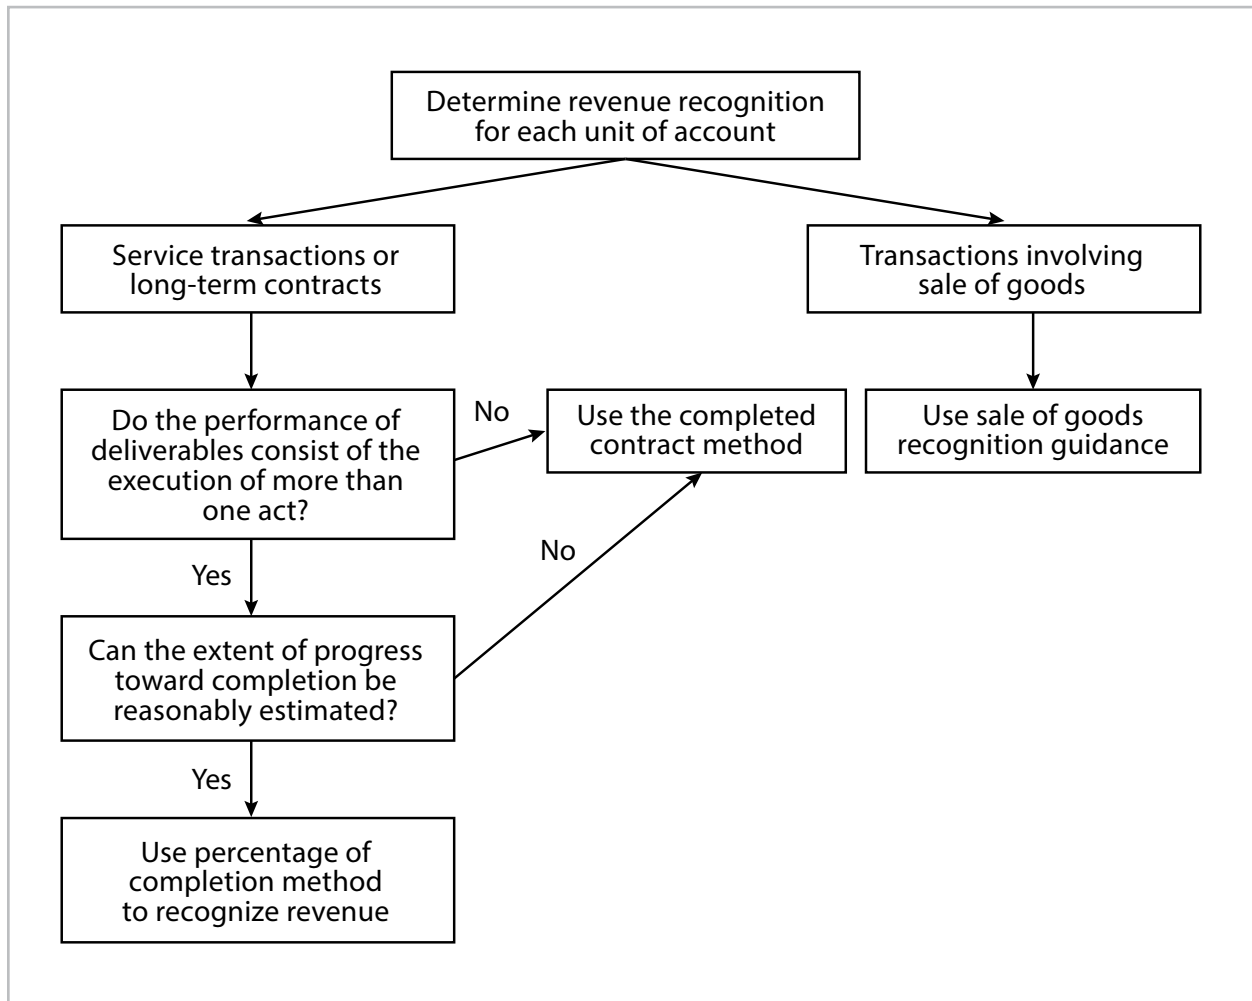 Determine revenue recognition
for each unit of account
Service transactions or
long-term contracts
Transactions involving
sale of goods
Do the performance of
deliverables consist of the
execution of more than
one act?
No
Use the completed
contract method
Use sale of goods
recognition guidance
Yes
No
Can the extent of progress
toward completion be
reasonably estimated?
Yes
Use percentage of
completion method
to recognize revenue